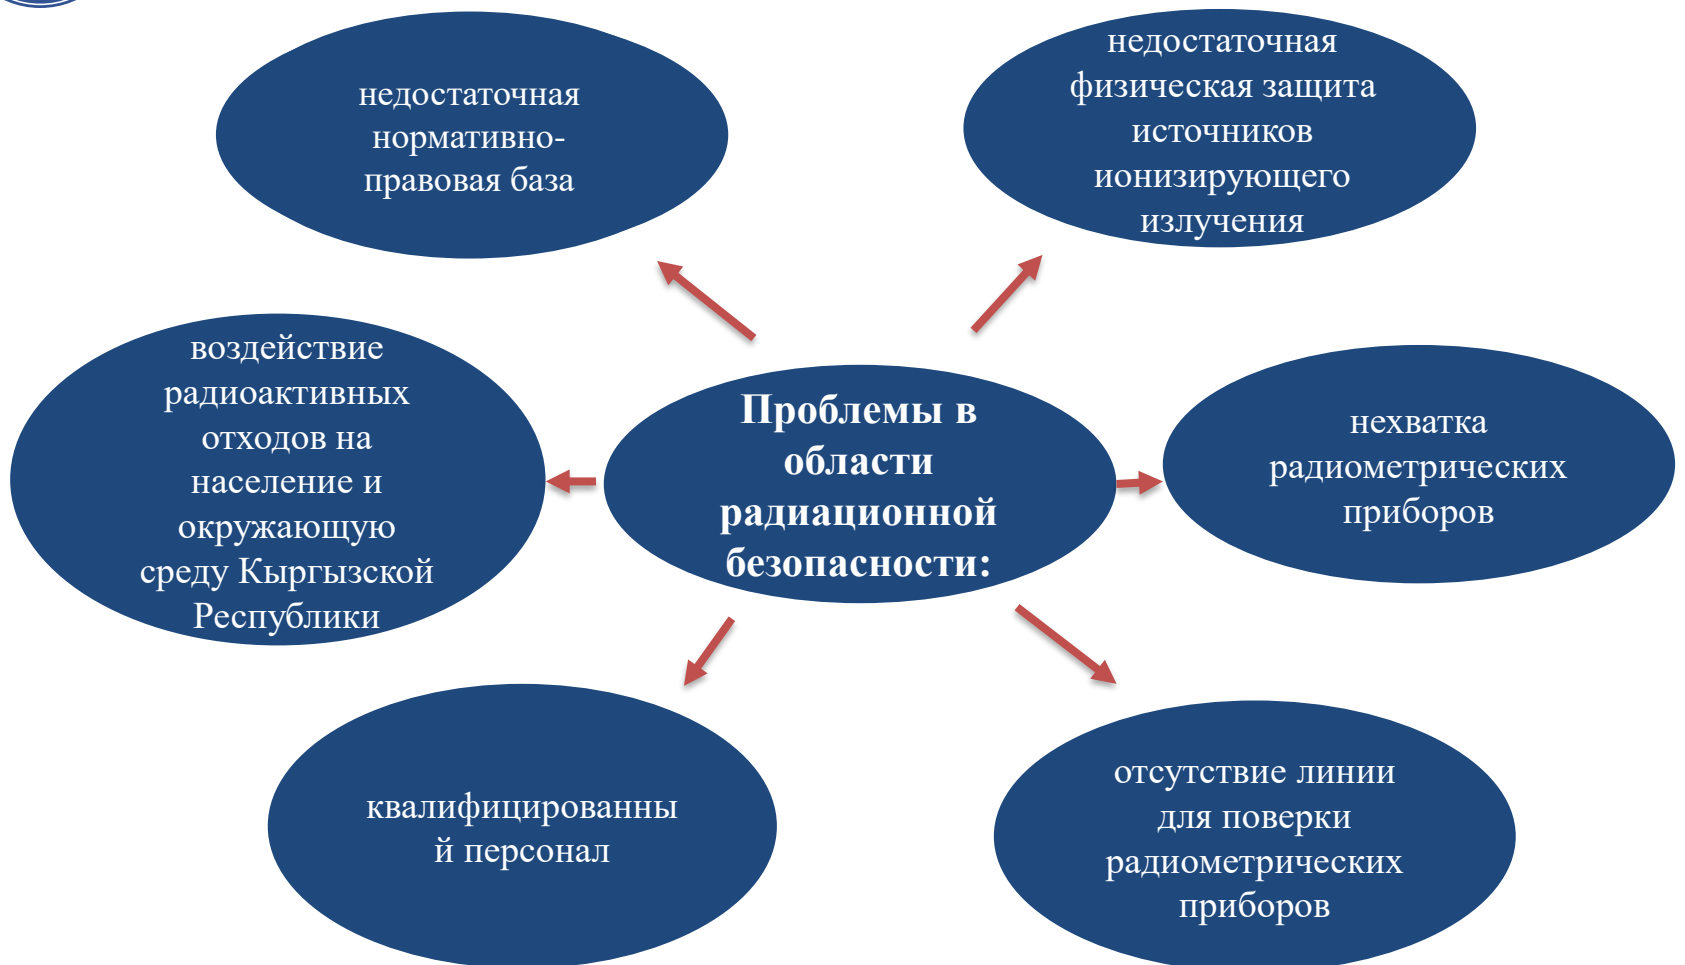 недостаточная
нормативно-
правовая база
недостаточная
физическая защита
источников
ионизирующего
излучения
воздействие
радиоактивных
отходов на
население и
окружающую
среду Кыргызской
Республики
Проблемы в
области
радиационной
безопасности:
нехватка
радиометрических
приборов
квалифицированны
й персонал
отсутствие линии
для поверки
радиометрических
приборов